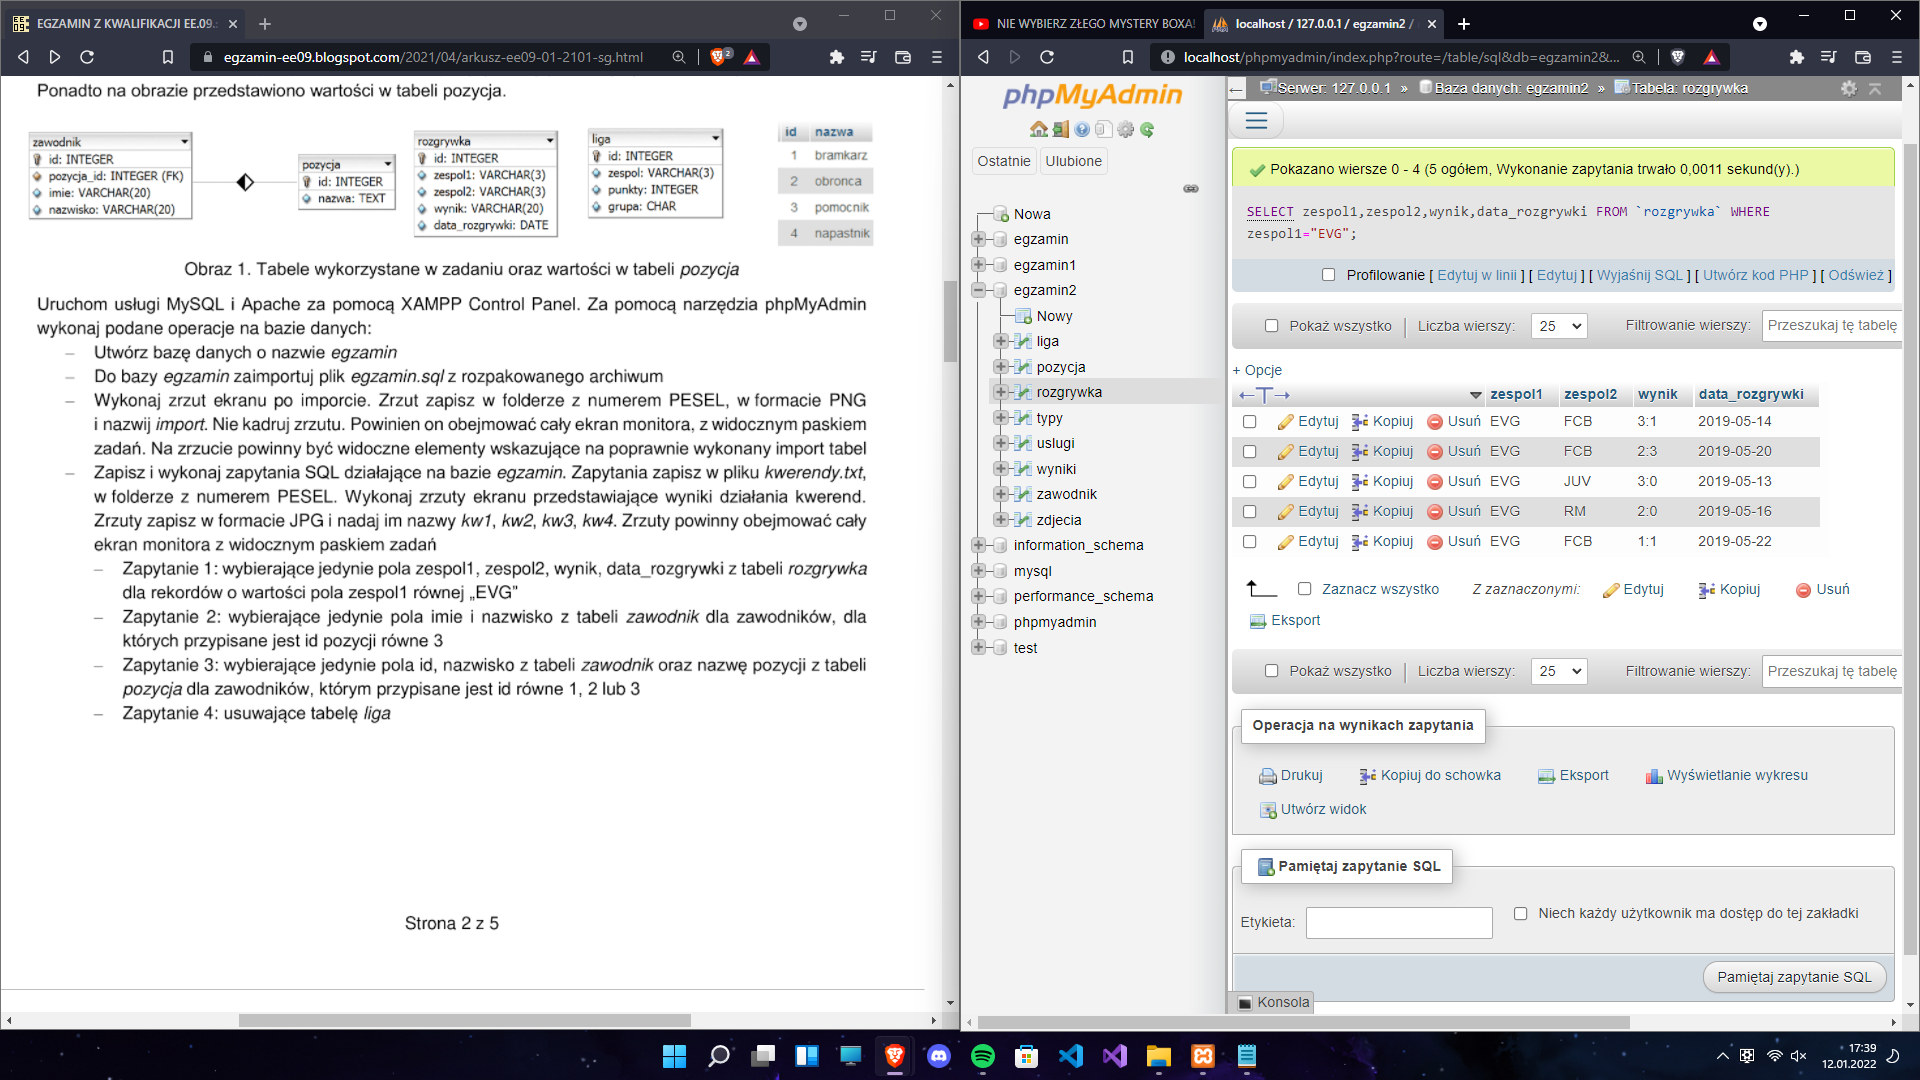 EGZAMIN Z KWALIFIKACJI EE.09.
egzamin-ee09.blogspot.com/2021/04/arkusz-ee09-01-2101-sg.html
2
Ponadto na obrazie przedstawiono wartości w tabeli pozycja.
zawodnik
id: INTEGER
pozycja_id: INTEGER (FK)
imie: VARCHAR(20)
nazwisko: VARCHAR(20)
pozycja
id: INTEGER
nazwa: TEXT
rozgrywka
id: INTEGER
zespol1: VARCHAR(3)
zespol2: VARCHAR(3)
wynik: VARCHAR(20)
data_rozgrywki: DATE
liga
id: INTEGER
zespol: VARCHAR(3)
punkty: INTEGER
grupa: CHAR
id nazwa
1 bramkarz
2 obronca
3 pomocnik
4 napastnik
Obraz 1. Tabele wykorzystane w zadaniu oraz wartości w tabeli pozycja
Uruchom usługi MySQL i Apache za pomocą XAMPP Control Panel. Za pomocą narzędzia phpMyAdmin
wykonaj podane operacje na bazie danych:
– Utwórz bazę danych o nazwie egzamin
– Do bazy egzamin zaimportuj plik egzamin.sql z rozpakowanego archiwum
– Wykonaj zrzut ekranu po imporcie. Zrzut zapisz w folderze z numerem PESEL, w formacie PNG
i nazwij import. Nie kadruj zrzutu. Powinien on obejmować cały ekran monitora, z widocznym paskiem
zadań. Na zrzucie powinny być widoczne elementy wskazujące na poprawnie wykonany import tabel
– Zapisz i wykonaj zapytania SQL działające na bazie egzamin. Zapytania zapisz w pliku kwerendy.txt,
w folderze z numerem PESEL. Wykonaj zrzuty ekranu przedstawiające wyniki działania kwerend.
Zrzuty zapisz w formacie JPG i nadaj im nazwy kw1, kw2, kw3, kw4. Zrzuty powinny obejmować cały
ekran monitora z widocznym paskiem zadań
– Zapytanie 1: wybierające jedynie pola zespol1, zespol2, wynik, data_rozgrywki z tabeli rozgrywka
dla rekordów o wartości pola zespol1 równej „EVG”
– Zapytanie 2: wybierające jedynie pola imie i nazwisko z tabeli zawodnik dla zawodników, dla
których przypisane jest id pozycji równe 3
– Zapytanie 3: wybierające jedynie pola id, nazwisko z tabeli zawodnik oraz nazwę pozycji z tabeli
pozycja dla zawodników, którym przypisane jest id równe 1, 2 lub 3
– Zapytanie 4: usuwające tabelę liga
Strona 2 z 5
NIE WYBIERZ ZŁEGO MYSTERY BOXA!
localhost / 127.0.0.1 / egzamin2 /
localhost/phpmyadmin/index.php?route=/table/sql&db=egzamin2&...
phpMyAdmin
Ostatnie Ulubione
Nowa
egzamin
egzamin1
egzamin2
Nowy
liga
pozycja
rozgrywka
typy
uslugi
wyniki
zawodnik
zdjecia
information_schema
mysql
performance_schema
phpmyadmin
test
Serwer: 127.0.0.1 » Baza danych: egzamin2 » Tabela: rozgrywka
Pokazano wiersze 0 - 4 (5 ogółem, Wykonanie zapytania trwało 0,0011 sekund(y).)
SELECT zespol1,zespol2,wynik,data_rozgrywki FROM `rozgrywka` WHERE
zespol1="EVG";
Profilowanie [ Edytuj w linii ] [ Edytuj ] [ Wyjaśnij SQL ] [ Utwórz kod PHP ] [ Odśwież ]
Pokaż wszystko Liczba wierszy: 25 Filtrowanie wierszy: Przeszukaj tę tabelę
+ Opcje
←T→ zespol1 zespol2 wynik data_rozgrywki
Edytuj Kopiuj Usuń EVG FCB 3:1 2019-05-14
Edytuj Kopiuj Usuń EVG FCB 2:3 2019-05-20
Edytuj Kopiuj Usuń EVG JUV 3:0 2019-05-13
Edytuj Kopiuj Usuń EVG RM 2:0 2019-05-16
Edytuj Kopiuj Usuń EVG FCB 1:1 2019-05-22
Zaznacz wszystko Z zaznaczonymi: Edytuj Kopiuj Usuń
Eksport
Pokaż wszystko Liczba wierszy: 25 Filtrowanie wierszy: Przeszukaj tę tabelę
Operacja na wynikach zapytania
Drukuj Kopiuj do schowka Eksport Wyświetlanie wykresu
Utwórz widok
Pamiętaj zapytanie SQL
Etykieta: Niech każdy użytkownik ma dostęp do tej zakładki
Pamiętaj zapytanie SQL
Konsola
17:39
12.01.2022